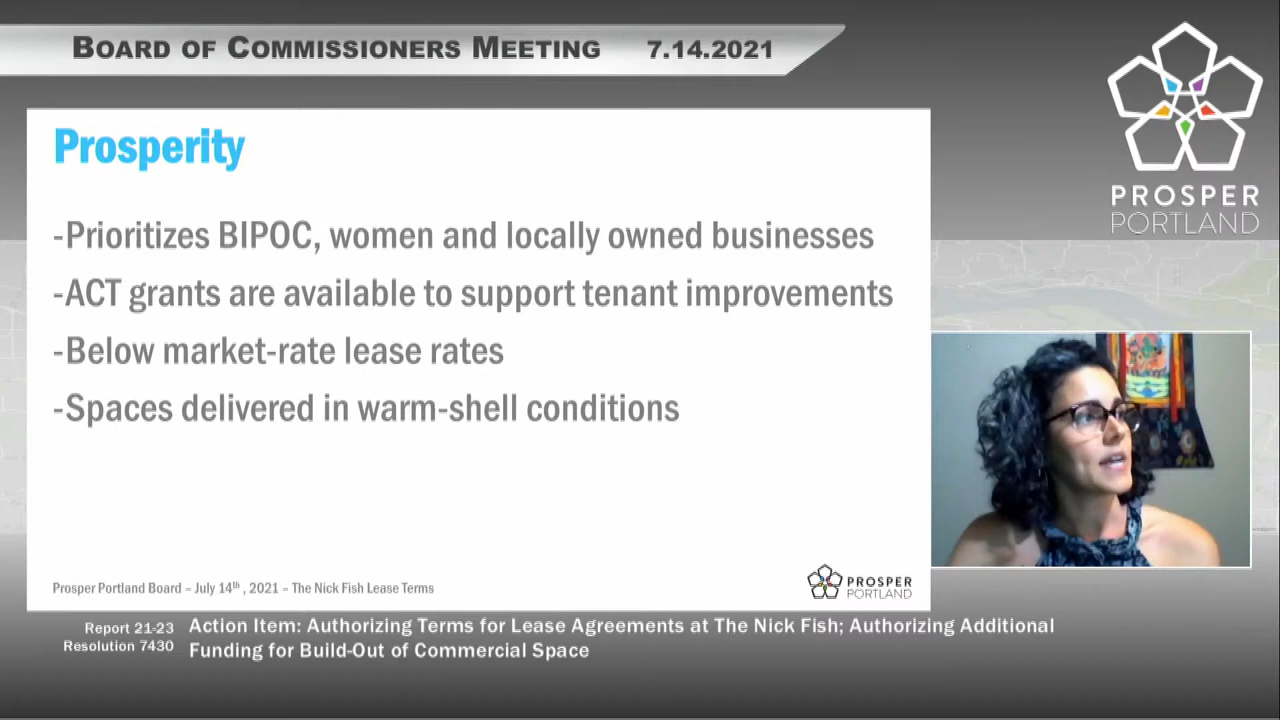 BOARD OF COMMISSIONERS MEETING 7.14.2021
PROSPER
PORTLAND
Prosperity
-Prioritizes BIPOC, women and locally owned businesses
-ACT grants are available to support tenant improvements
-Below market-rate lease rates
-Spaces delivered in warm-shell conditions
Prosper Portland Board – July 14th , 2021 – The Nick Fish Lease Terms
PROSPER
PORTLAND
Report 21-23
Resolution 7430
Action Item: Authorizing Terms for Lease Agreements at The Nick Fish; Authorizing Additional
Funding for Build-Out of Commercial Space